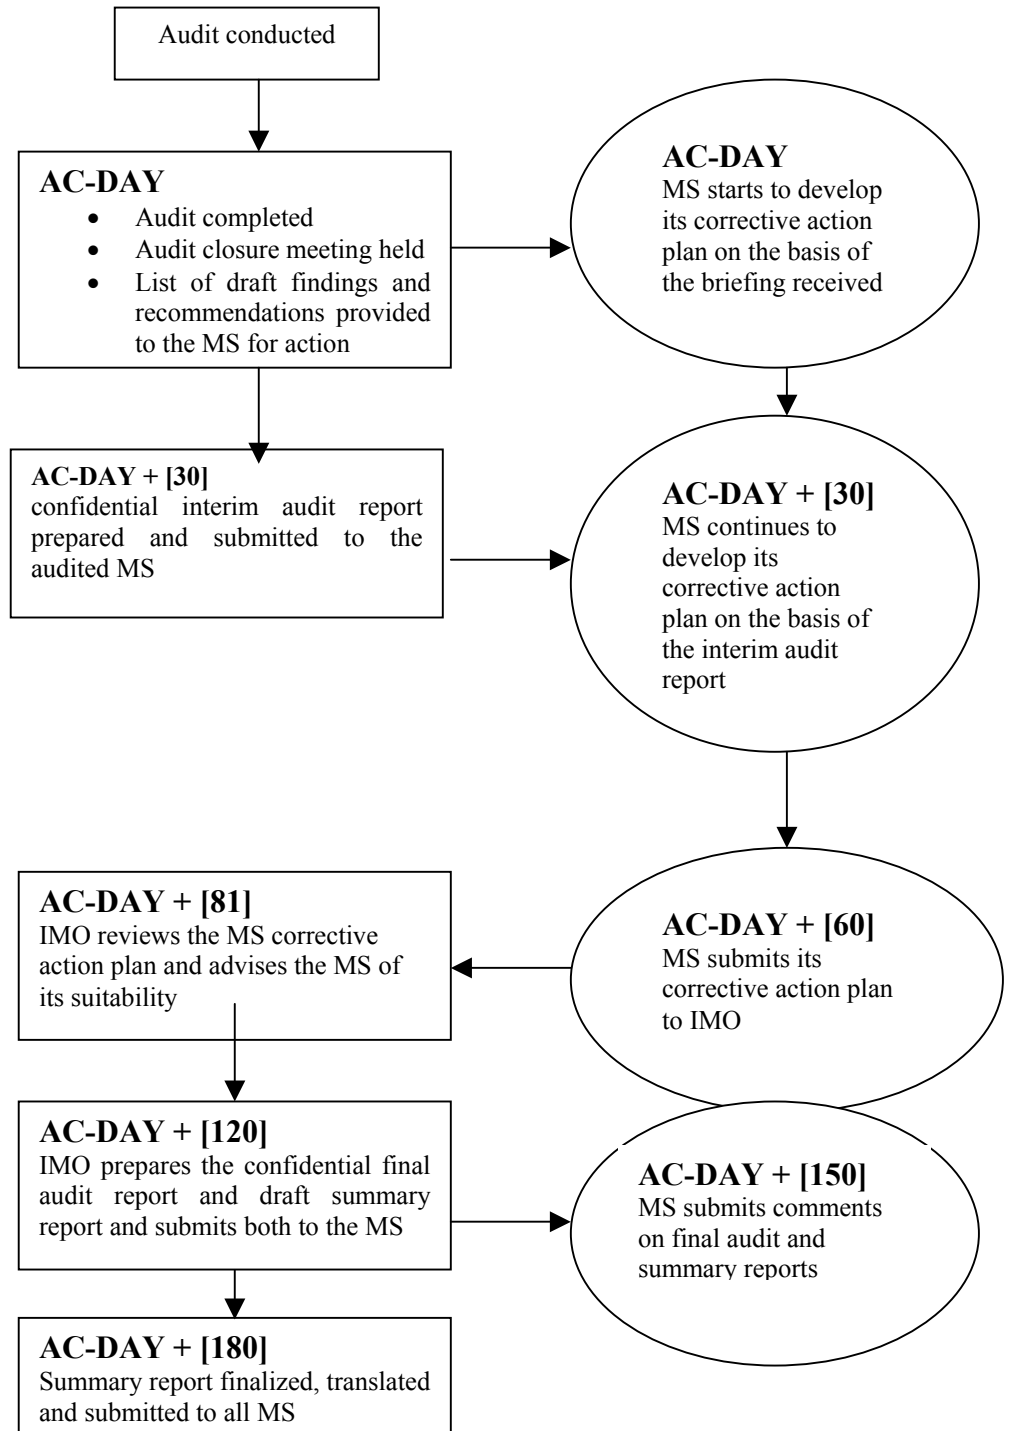 Audit conducted
AC-DAY
• Audit completed
• Audit closure meeting held
• List of draft findings and
recommendations provided
to the MS for action
AC-DAY
MS starts to develop
its corrective action
plan on the basis of
the briefing received
AC-DAY + [30]
confidential interim audit report
prepared and submitted to the
audited MS
AC-DAY + [30]
MS continues to
develop its
corrective action
plan on the basis of
the interim audit
report
AC-DAY + [81]
IMO reviews the MS corrective
action plan and advises the MS of
its suitability
AC-DAY + [60]
MS submits its
corrective action plan
to IMO
AC-DAY + [120]
IMO prepares the confidential final
audit report and draft summary
report and submits both to the MS
AC-DAY + [150]
MS submits comments
on final audit and
summary reports
AC-DAY + [180]
Summary report finalized, translated
and submitted to all MS